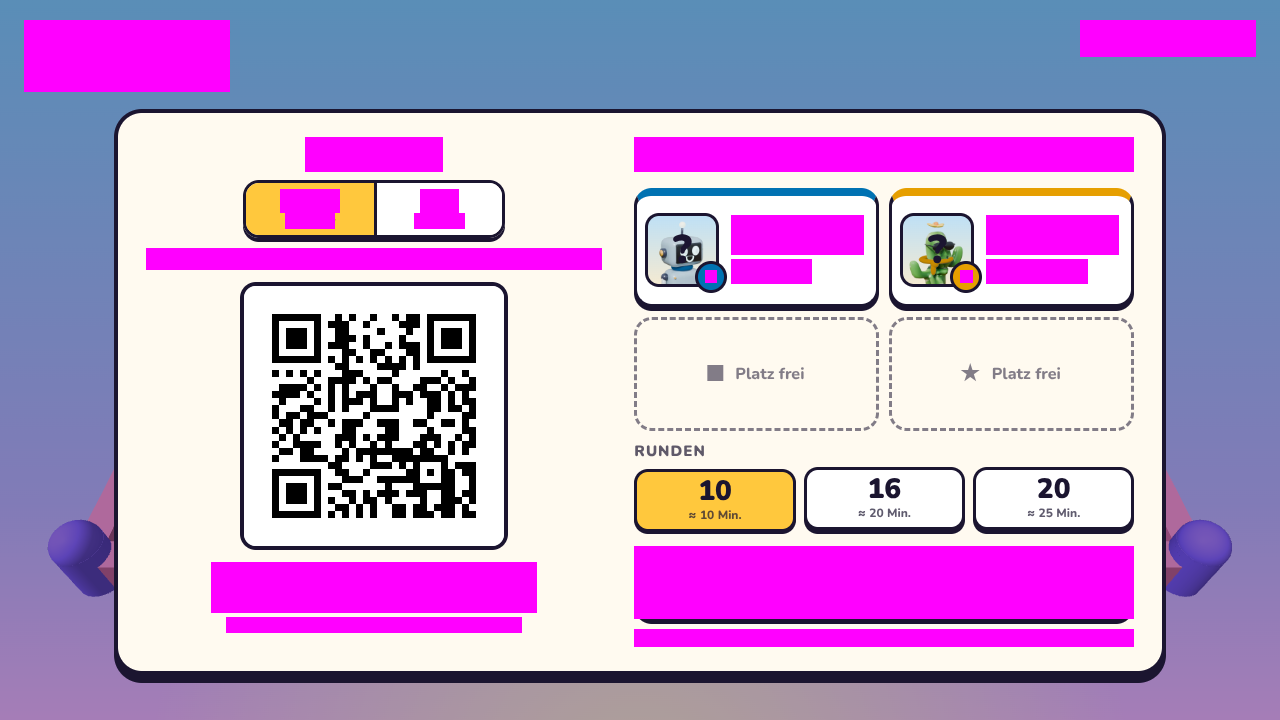 Platz frei
Platz frei
RUNDEN
10
≈ 10 Min.
16
≈ 20 Min.
20
≈ 25 Min.